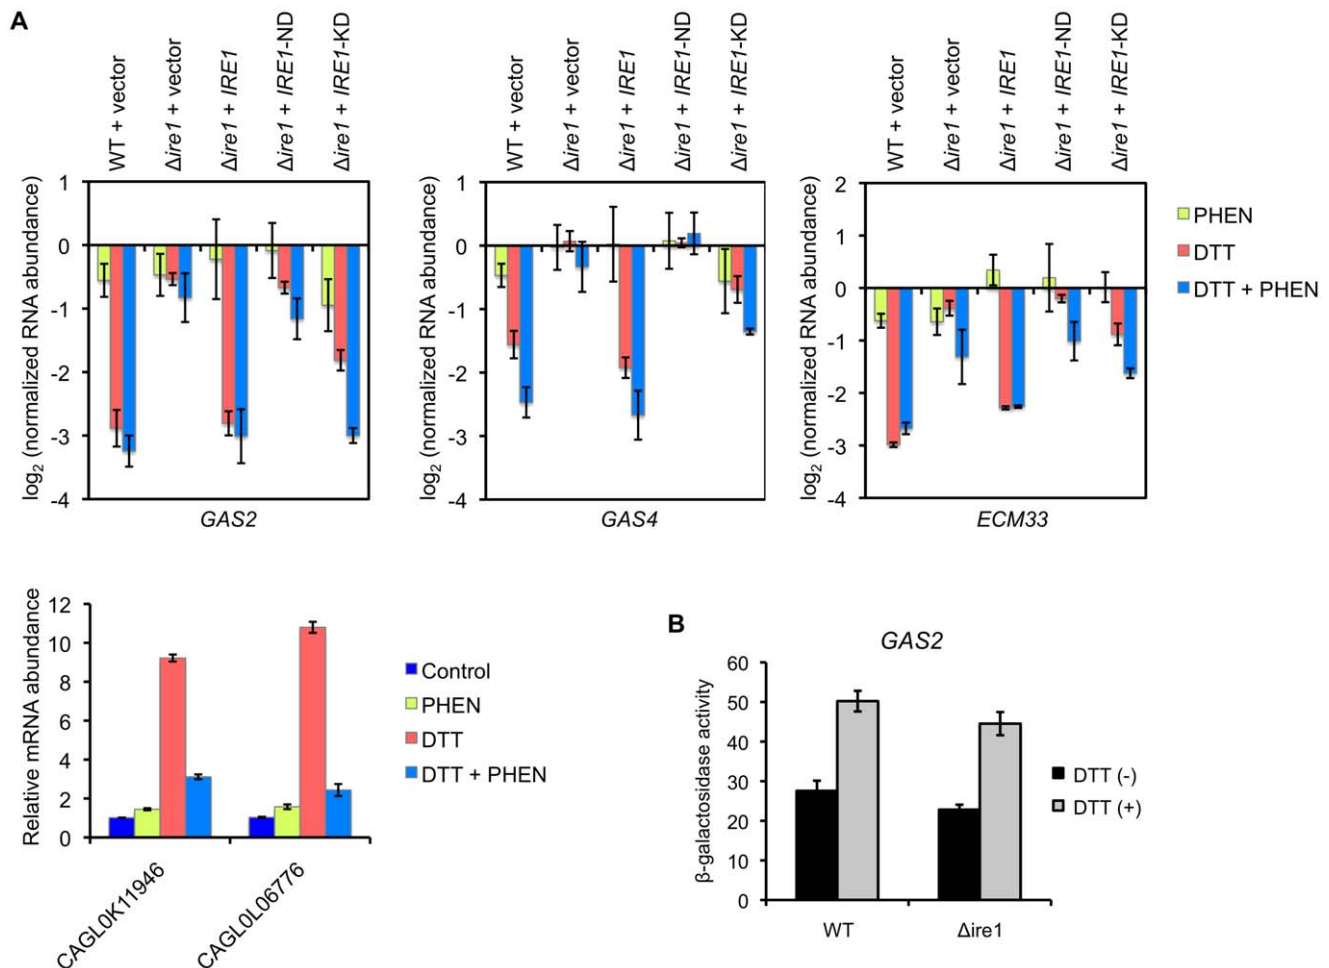 A
WT + vector
Δire1 + vector
Δire1 + IRE1
Δire1 + IRE1-ND
Δire1 + IRE1-KD
log2 (normalized RNA abundance)
1
0
-1
-2
-3
-4
GAS2
WT + vector
Δire1 + vector
Δire1 + IRE1
Δire1 + IRE1-ND
Δire1 + IRE1-KD
log2 (normalized RNA abundance)
1
0
-1
-2
-3
-4
GAS4
WT + vector
Δire1 + vector
Δire1 + IRE1
Δire1 + IRE1-ND
Δire1 + IRE1-KD
log2 (normalized RNA abundance)
2
1
0
-1
-2
-3
-4
ECM33
PHEN
DTT
DTT + PHEN
Relative mRNA abundance
12
10
8
6
4
2
0
CAGL0K11946
CAGL0L06776
Control
PHEN
DTT
DTT + PHEN
B
GAS2
β-galactosidase activity
60
50
40
30
20
10
0
WT
Δire1
DTT (-)
DTT (+)